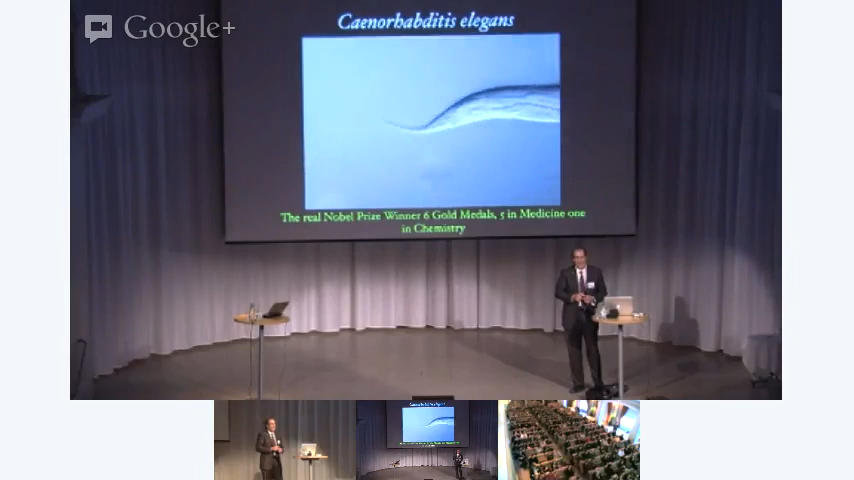 Google+
Caenorhabditis elegans
The real Nobel Prize Winner 6 Gold Medals, 5 in Medicine one
in Chemistry